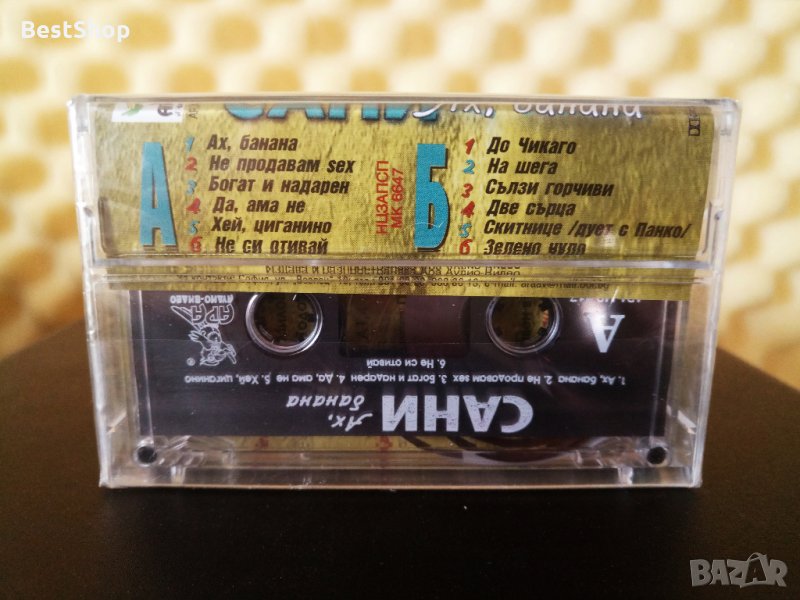 BestShop
САНИ Ах, банана
А
1 Ах, банана
2 Не продавам sex
3 Богат и надарен
4 Да, ама не
5 Хей, циганино
6 Не си отивай
НЦЗАПСП
МК 6647
Б
1 До Чикаго
2 На шега
3 Сълзи горчиви
4 Две сърца
5 Скитнице /дует с Панко/
6 Зелено чудо
АРА
АУДИО-ВИДЕО
A
1. Ах, банана 2. Не продавам sex 3. Богат и надарен 4. Да, ама не 5. Хей, циганино
6. Не си отивай
САНИ Ах,
банана
BAZAR